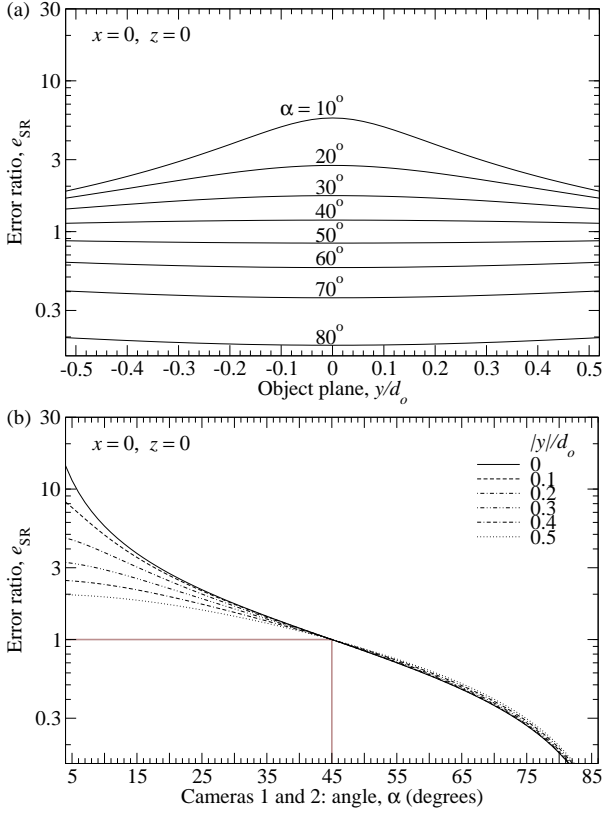 (a)
30
x = 0, z = 0
10
α = 10°
3
20°
30°
40°
1
50°
60°
70°
0.3
80°
Error ratio, eSR
-0.5 -0.4 -0.3 -0.2 -0.1 0 0.1 0.2 0.3 0.4 0.5
Object plane, y/do
(b)
30
x = 0, z = 0
|y|/do
0
0.1
0.2
0.3
0.4
0.5
10
3
1
0.3
Error ratio, eSR
5 15 25 35 45 55 65 75 85
Cameras 1 and 2: angle, α (degrees)